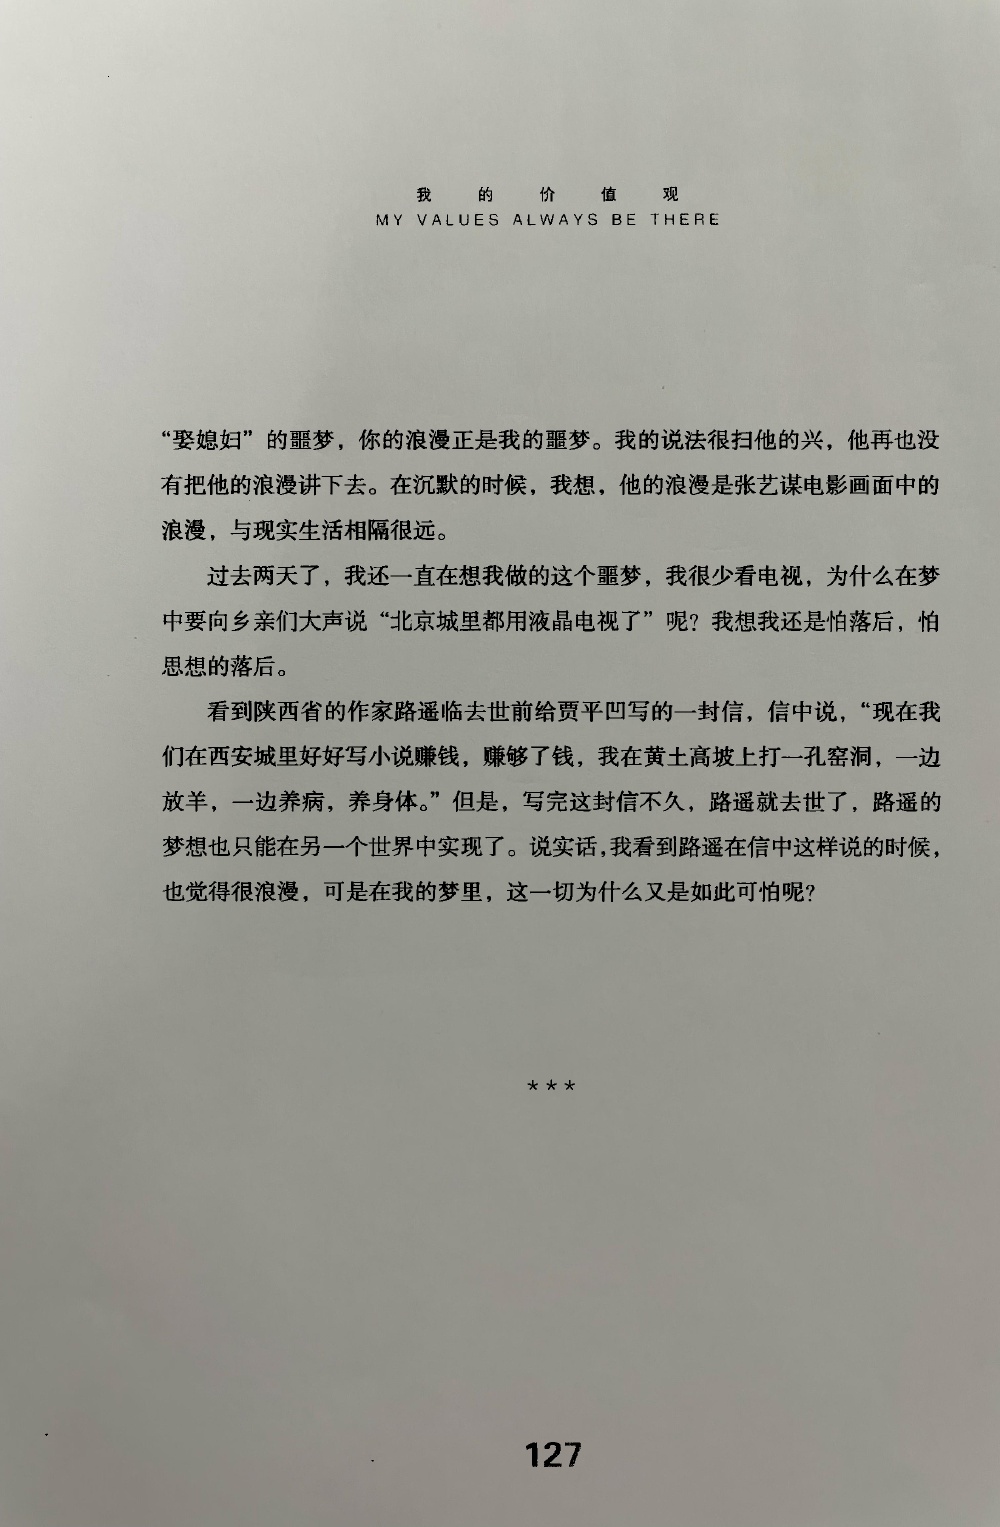 我的价值观
MY VALUES ALWAYS BE THERE
“娶媳妇”的噩梦，你的浪漫正是我的噩梦。我的说法很扫他的兴，他再也没
有把他的浪漫讲下去。在沉默的时候，我想，他的浪漫是张艺谋电影画面中的
浪漫，与现实生活相隔很远。
过去两天了，我还一直在想我做的这个噩梦，我很少看电视，为什么在梦
中要向乡亲们大声说“北京城里都用液晶电视了”呢？我想我还是怕落后，怕
思想的落后。
看到陕西省的作家路遥临去世前给贾平凹写的一封信，信中说，“现在我
们在西安城里好好写小说赚钱，赚够了钱，我在黄土高坡上打一孔窑洞，一边
放羊，一边养病，养身体。”但是，写完这封信不久，路遥就去世了，路遥的
梦想也只能在另一个世界中实现了。说实话，我看到路遥在信中这样说的时候，
也觉得很浪漫，可是在我的梦里，这一切为什么又是如此可怕呢？
***
127